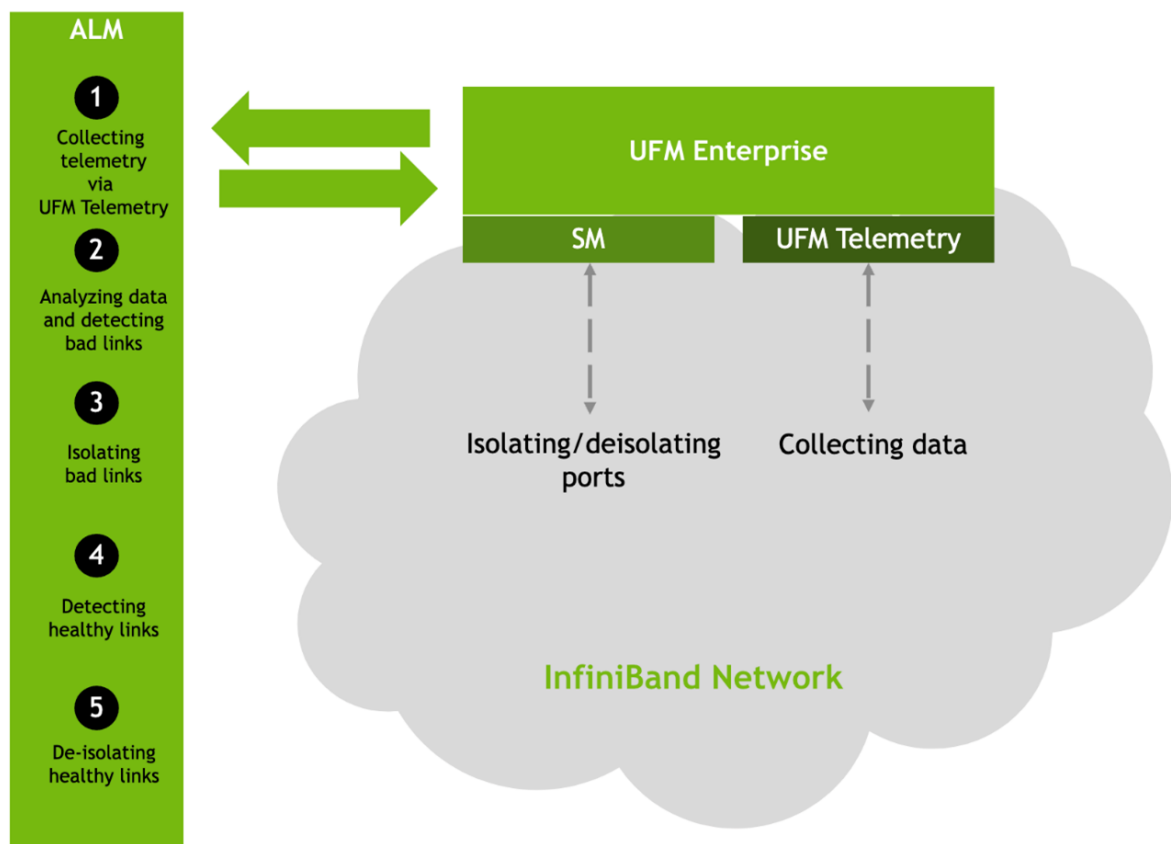 ALM
1
Collecting
telemetry
via
UFM Telemetry
2
Analyzing data
and detecting
bad links
3
Isolating
bad links
4
Detecting
healthy links
5
De-isolating
healthy links
UFM Enterprise
SM
UFM Telemetry
Isolating/deisolating
ports
Collecting data
InfiniBand Network